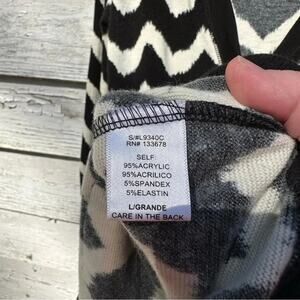 S/#L9340C
RN# 133678
SELF:
95%ACRYLIC
95%ACRILICO
5%SPANDEX
5%ELASTIN
L/GRANDE
CARE IN THE BACK